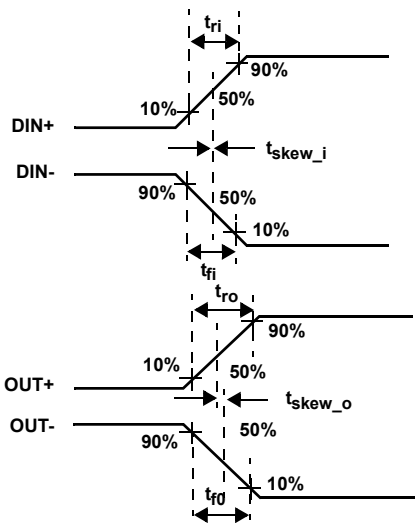 tri
90%
10%
50%
DIN+
tskew_i
DIN-
90%
50%
10%
tfi
tro
90%
10%
50%
OUT+
tskew_o
OUT-
90%
50%
10%
tf0